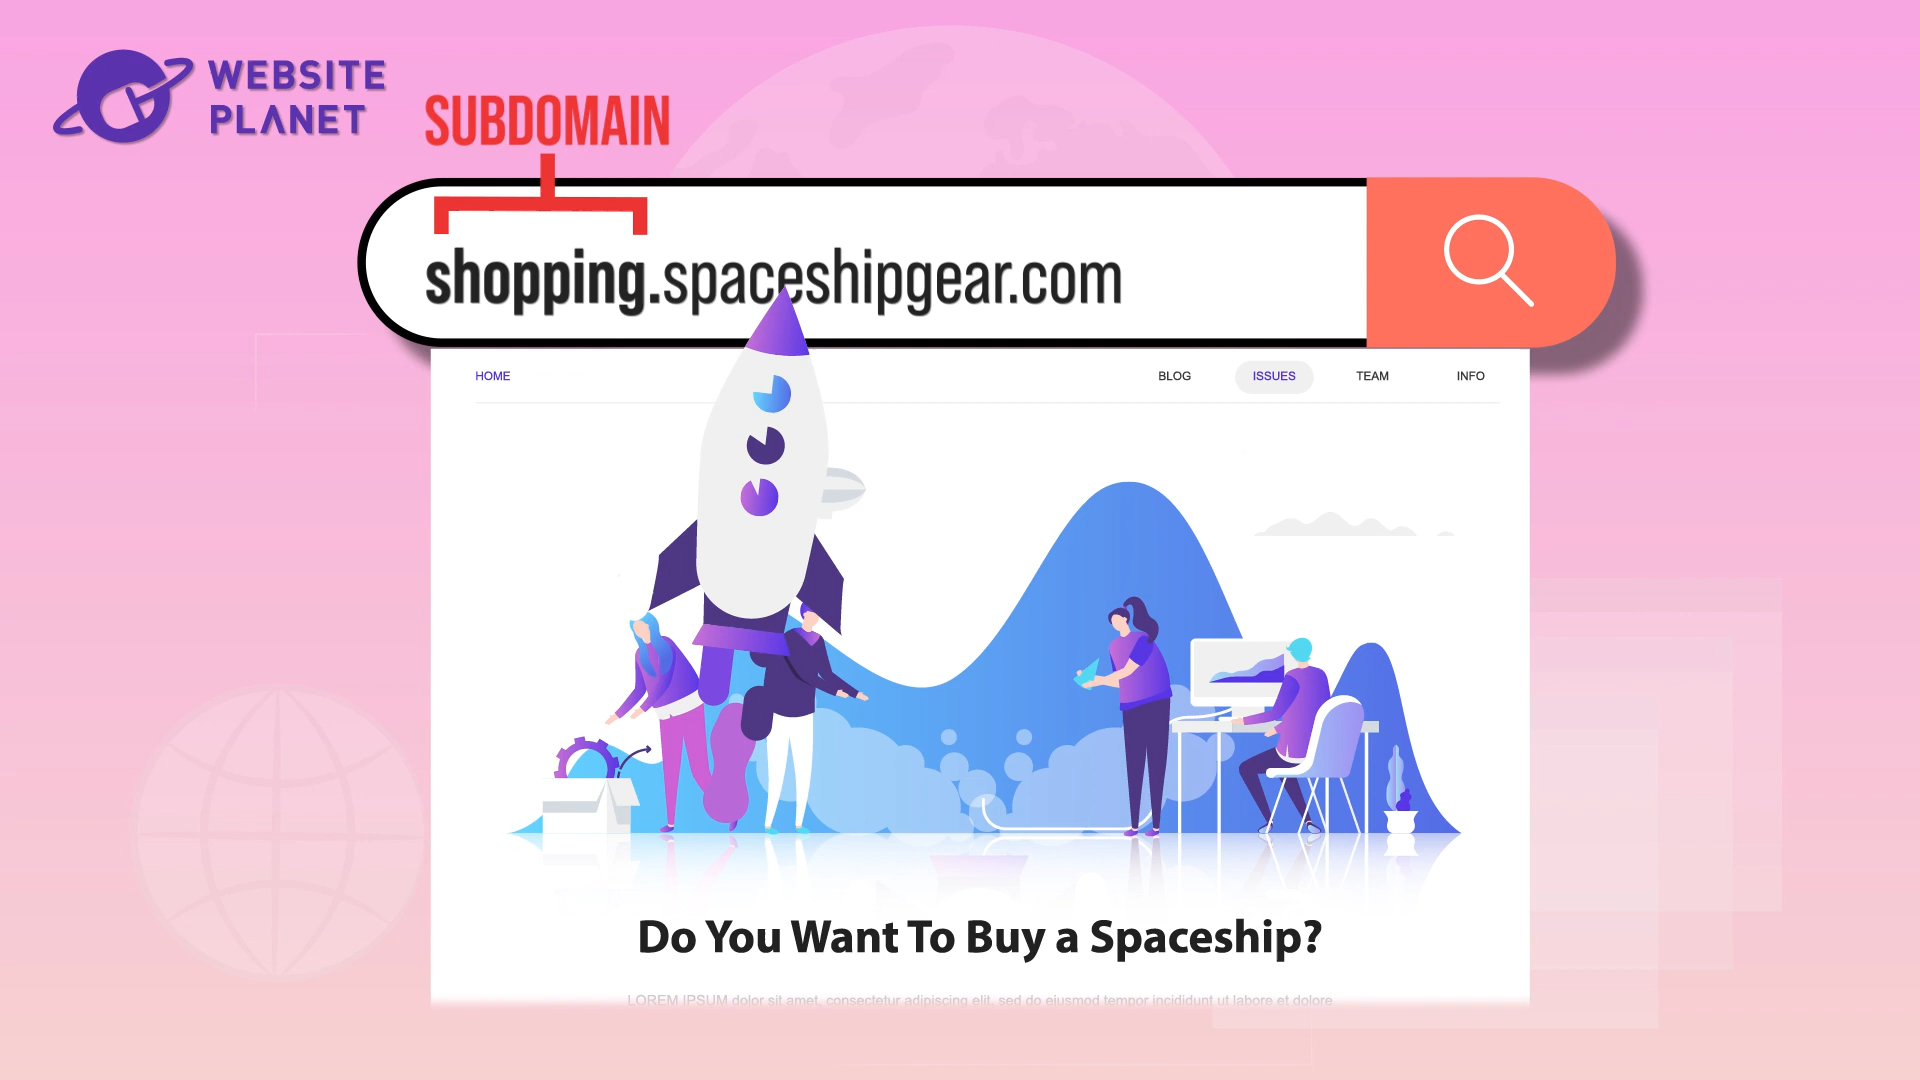 WEBSITE
PLANET
SUBDOMAIN
shopping.spaceshipgear.com
HOME BLOG ISSUES TEAM INFO
Do You Want To Buy a Spaceship?
LOREM IPSUM dolor sit amet, consectetur adipiscing elit, sed do eiusmod tempor incididunt ut labore et dolore